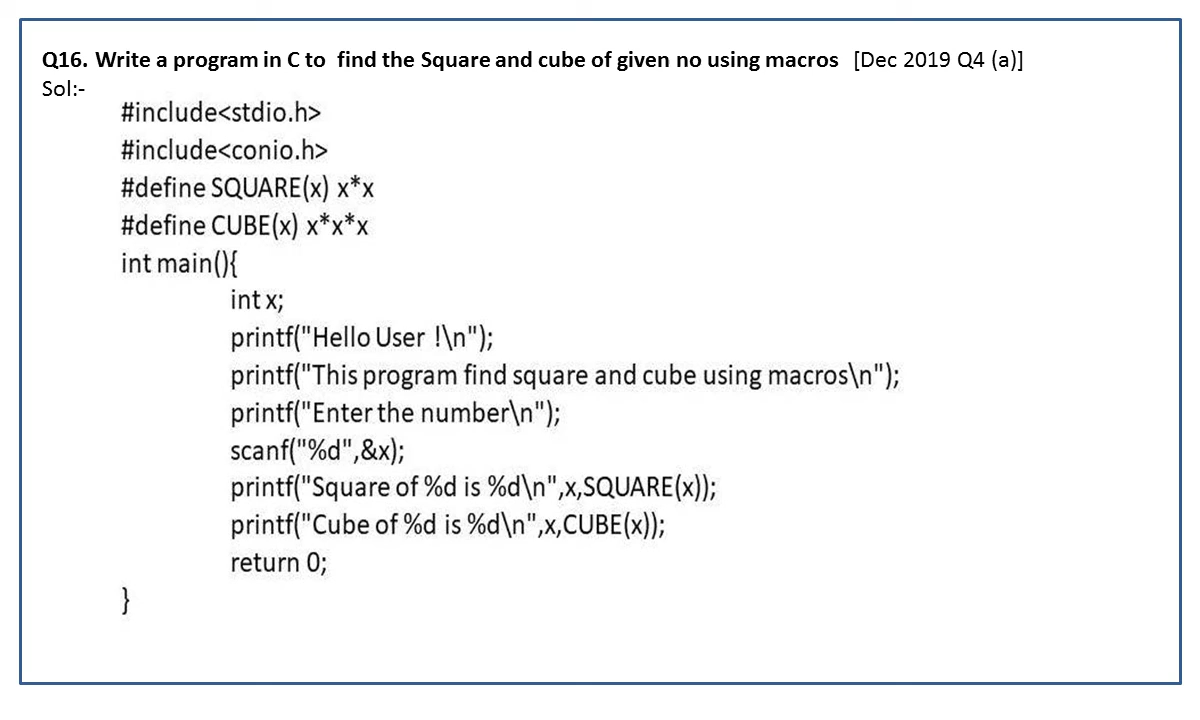 Q16. Write a program in C to find the Square and cube of given no using macros [Dec 2019 Q4 (a)]
Sol:-
#include<stdio.h>
#include<conio.h>
#define SQUARE(x) x*x
#define CUBE(x) x*x*x
int main(){
int x;
printf("Hello User !\n");
printf("This program find square and cube using macros\n");
printf("Enter the number\n");
scanf("%d",&x);
printf("Square of %d is %d\n",x,SQUARE(x));
printf("Cube of %d is %d\n",x,CUBE(x));
return 0;
}